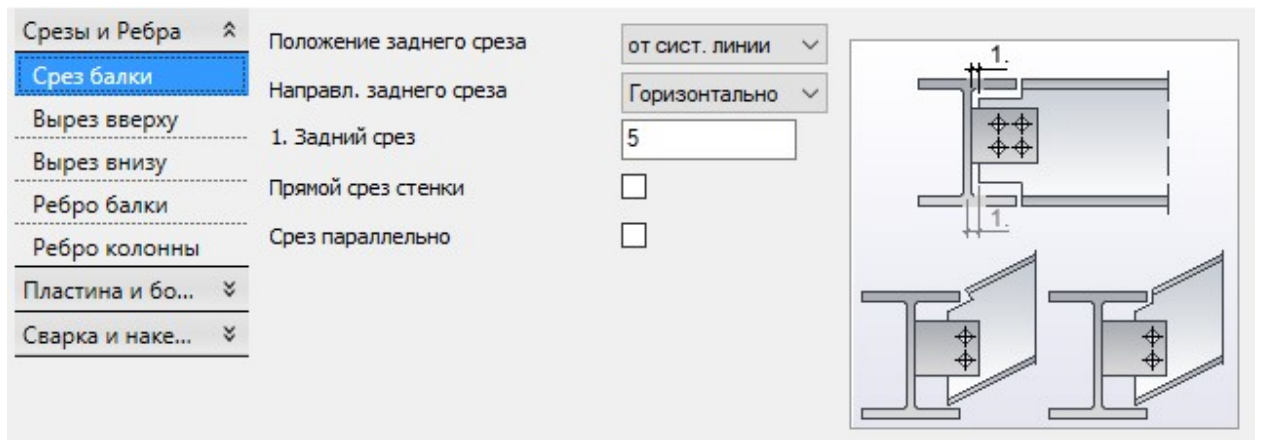 Срезы и Ребра
Срез балки
Вырез вверху
Вырез внизу
Ребро балки
Ребро колонны
Пластина и бо...
Сварка и наке...
Положение заднего среза
от сист. линии
Направл. заднего среза
Горизонтально
1. Задний срез
5
Прямой срез стенки
Срез параллельно
1.
1.